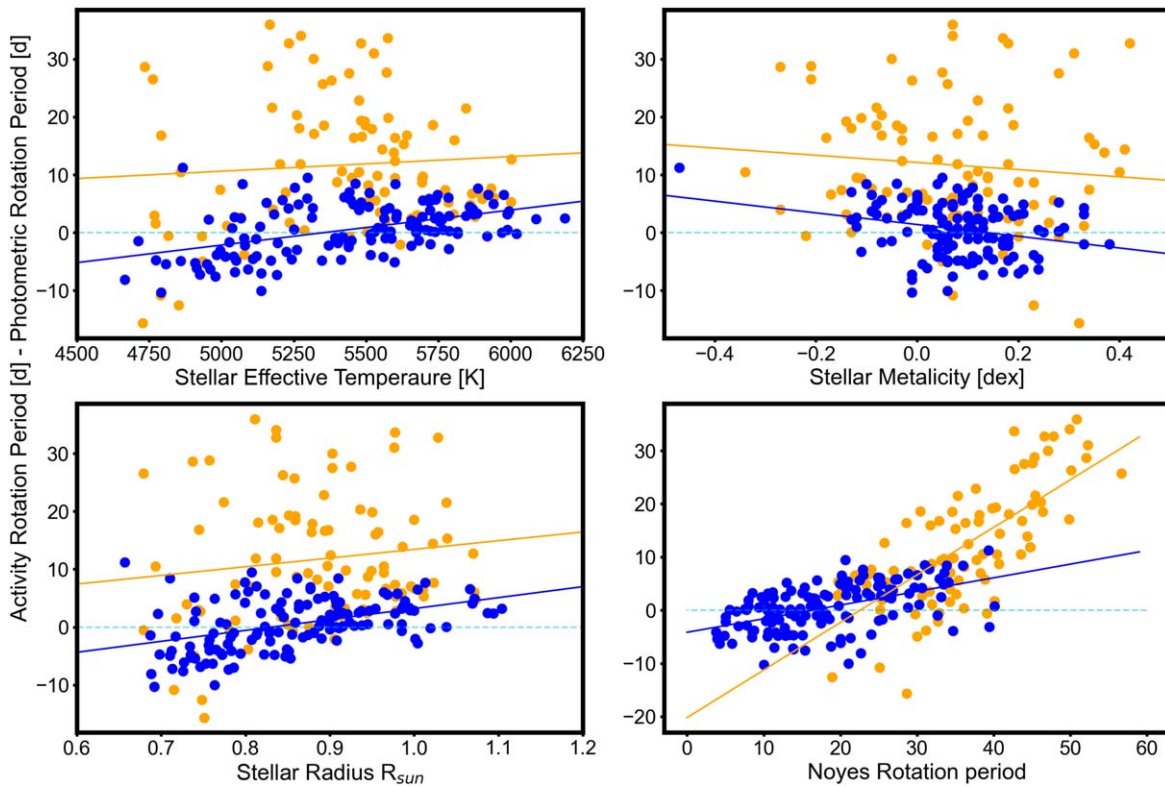 Activity Rotation Period [d] - Photometric Rotation Period [d]
30
20
10
0
−10
4500 4750 5000 5250 5500 5750 6000 6250
Stellar Effective Temperaure [K]
30
20
10
0
−10
−0.4 −0.2 0.0 0.2 0.4
Stellar Metalicity [dex]
30
20
10
0
−10
0.6 0.7 0.8 0.9 1.0 1.1 1.2
Stellar Radius R_sun
30
20
10
0
−10
−20
0 10 20 30 40 50 60
Noyes Rotation period